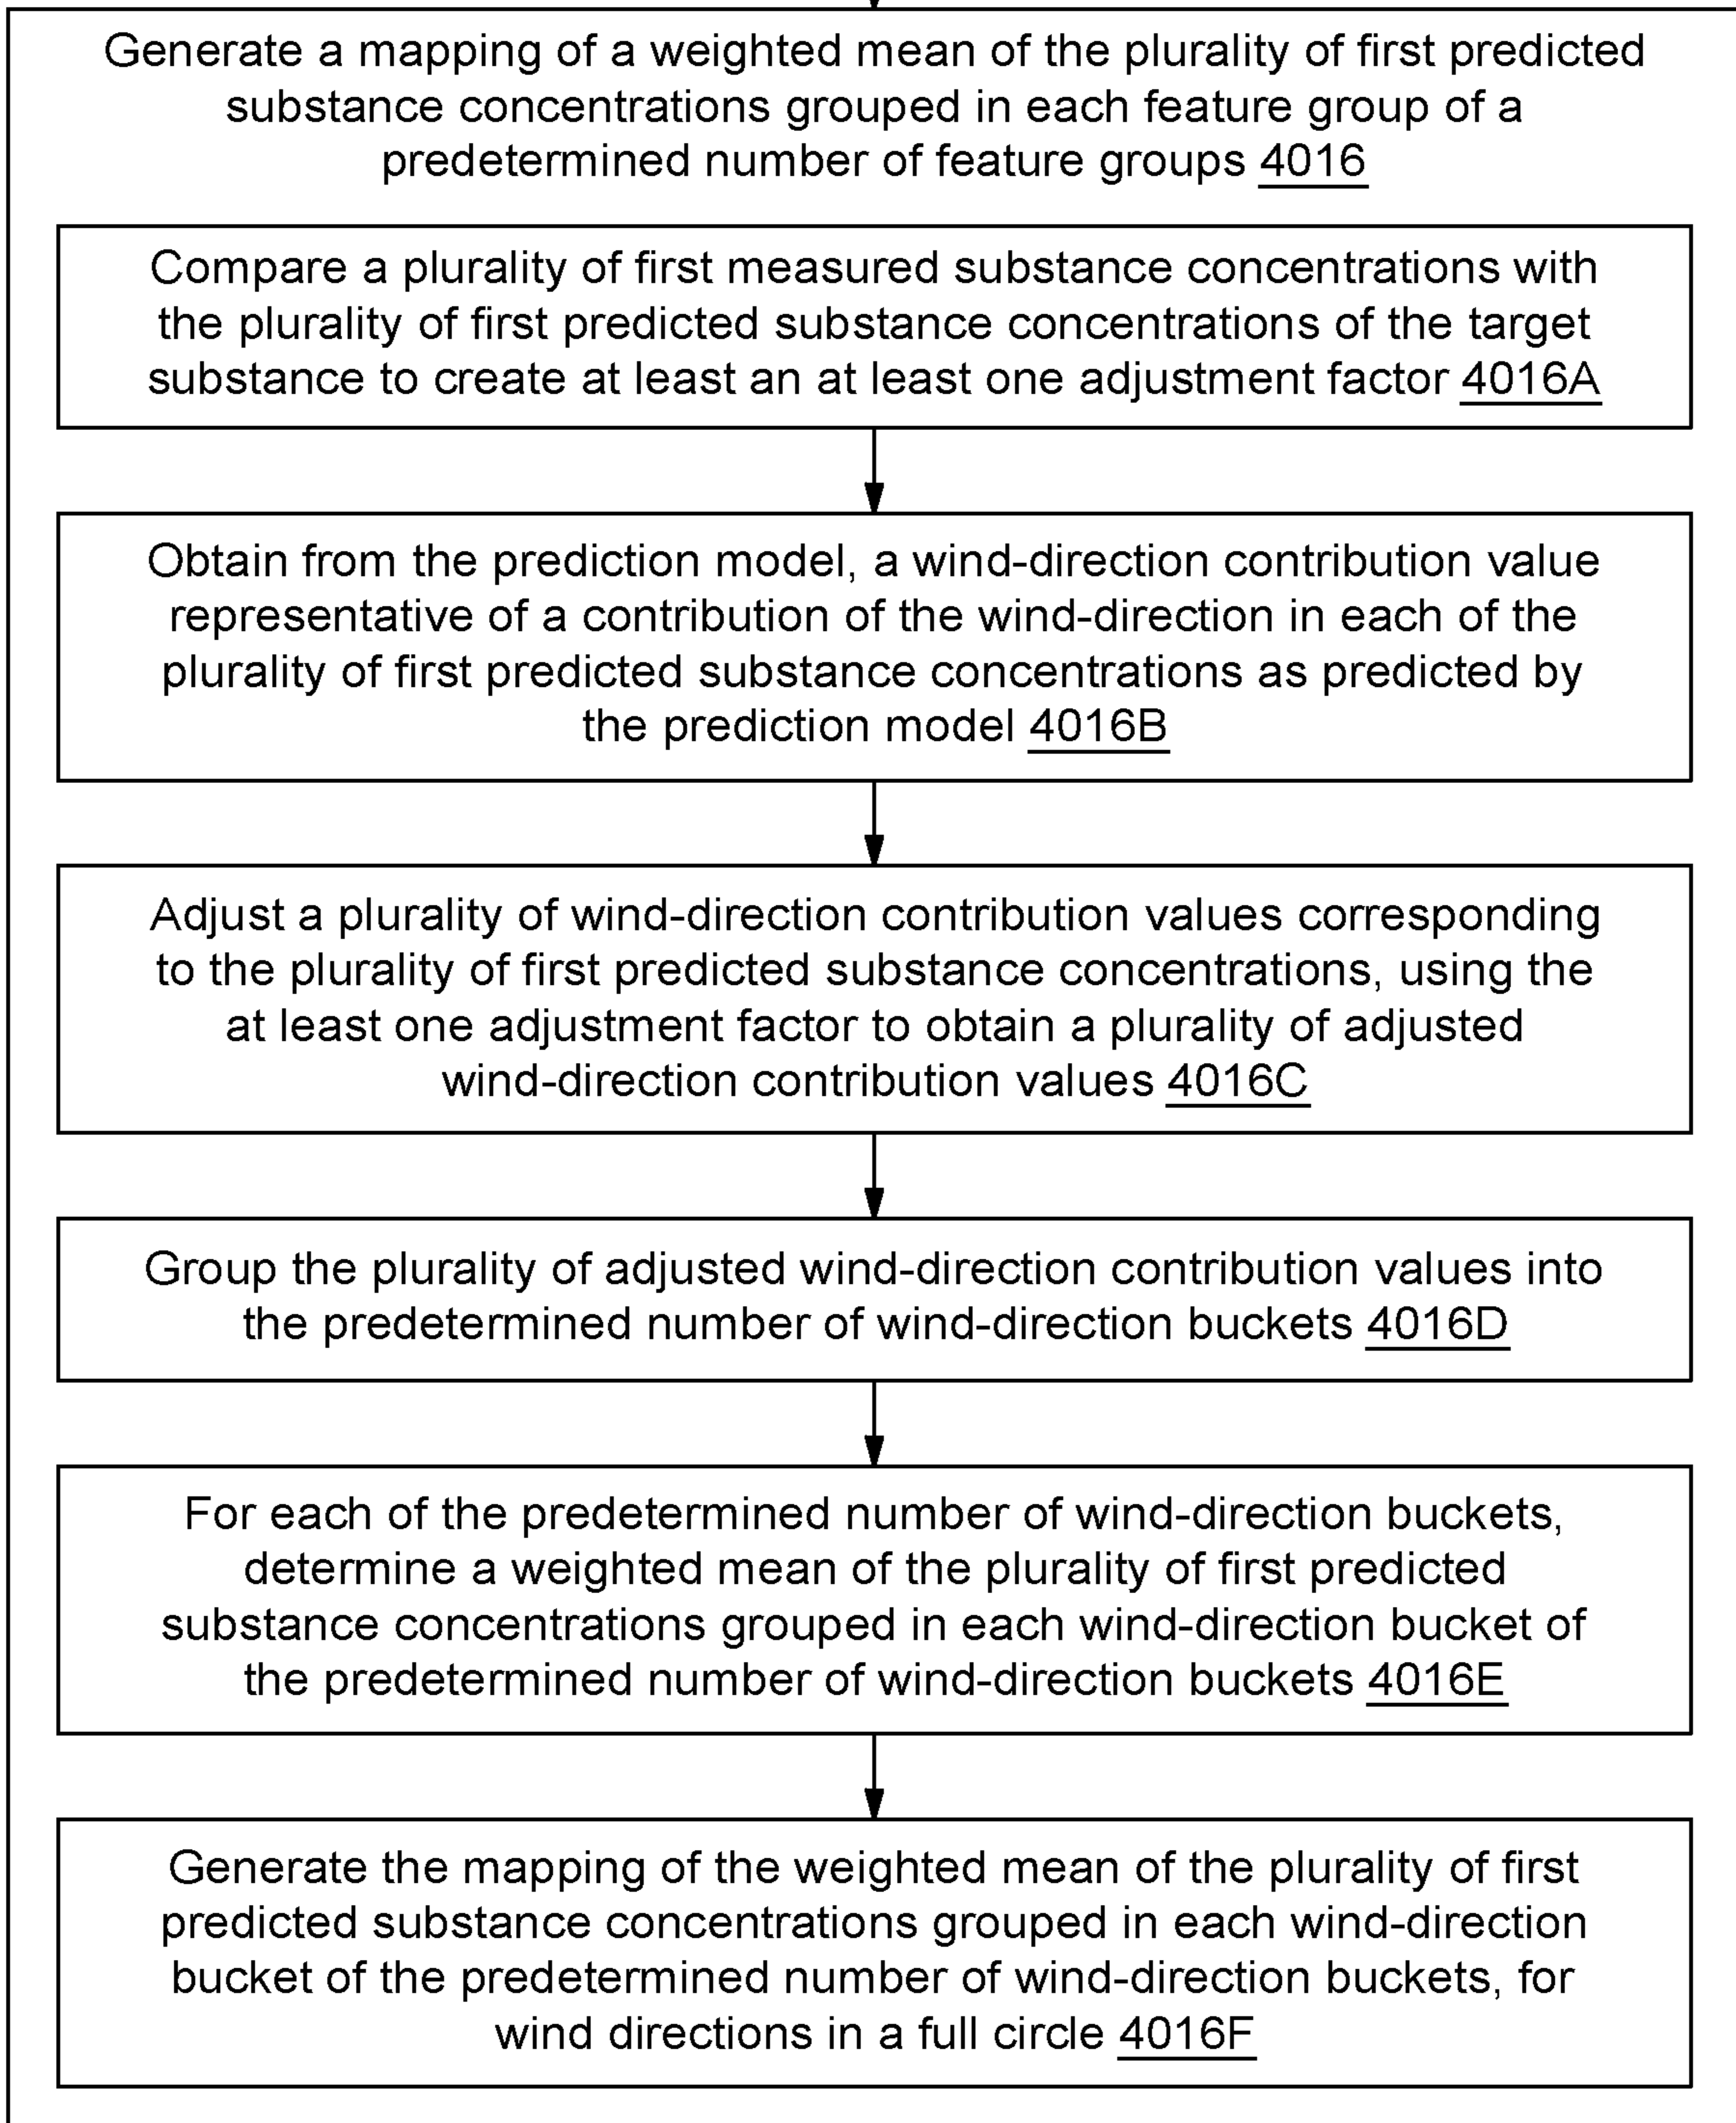 Generate a mapping of a weighted mean of the plurality of first predicted
substance concentrations grouped in each feature group of a
predetermined number of feature groups 4016
Compare a plurality of first measured substance concentrations with
the plurality of first predicted substance concentrations of the target
substance to create at least an at least one adjustment factor 4016A
Obtain from the prediction model, a wind-direction contribution value
representative of a contribution of the wind-direction in each of the
plurality of first predicted substance concentrations as predicted by
the prediction model 4016B
Adjust a plurality of wind-direction contribution values corresponding
to the plurality of first predicted substance concentrations, using the
at least one adjustment factor to obtain a plurality of adjusted
wind-direction contribution values 4016C
Group the plurality of adjusted wind-direction contribution values into
the predetermined number of wind-direction buckets 4016D
For each of the predetermined number of wind-direction buckets,
determine a weighted mean of the plurality of first predicted
substance concentrations grouped in each wind-direction bucket of
the predetermined number of wind-direction buckets 4016E
Generate the mapping of the weighted mean of the plurality of first
predicted substance concentrations grouped in each wind-direction
bucket of the predetermined number of wind-direction buckets, for
wind directions in a full circle 4016F